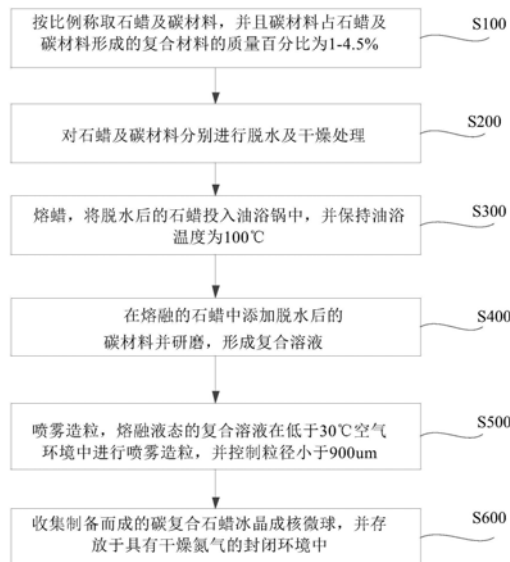 按比例称取石蜡及碳材料，并且碳材料占石蜡及
碳材料形成的复合材料的质量百分比为1-4.5%
S100
对石蜡及碳材料分别进行脱水及干燥处理
S200
熔蜡，将脱水后的石蜡投入油浴锅中，并保持油浴
温度为100℃
S300
在熔融的石蜡中添加脱水后的
碳材料并研磨，形成复合溶液
S400
喷雾造粒，熔融液态的复合溶液在低于30℃空气
环境中进行喷雾造粒，并控制粒径小于900um
S500
收集制备而成的碳复合石蜡冰晶成核微球，并存
放于具有干燥氮气的封闭环境中
S600